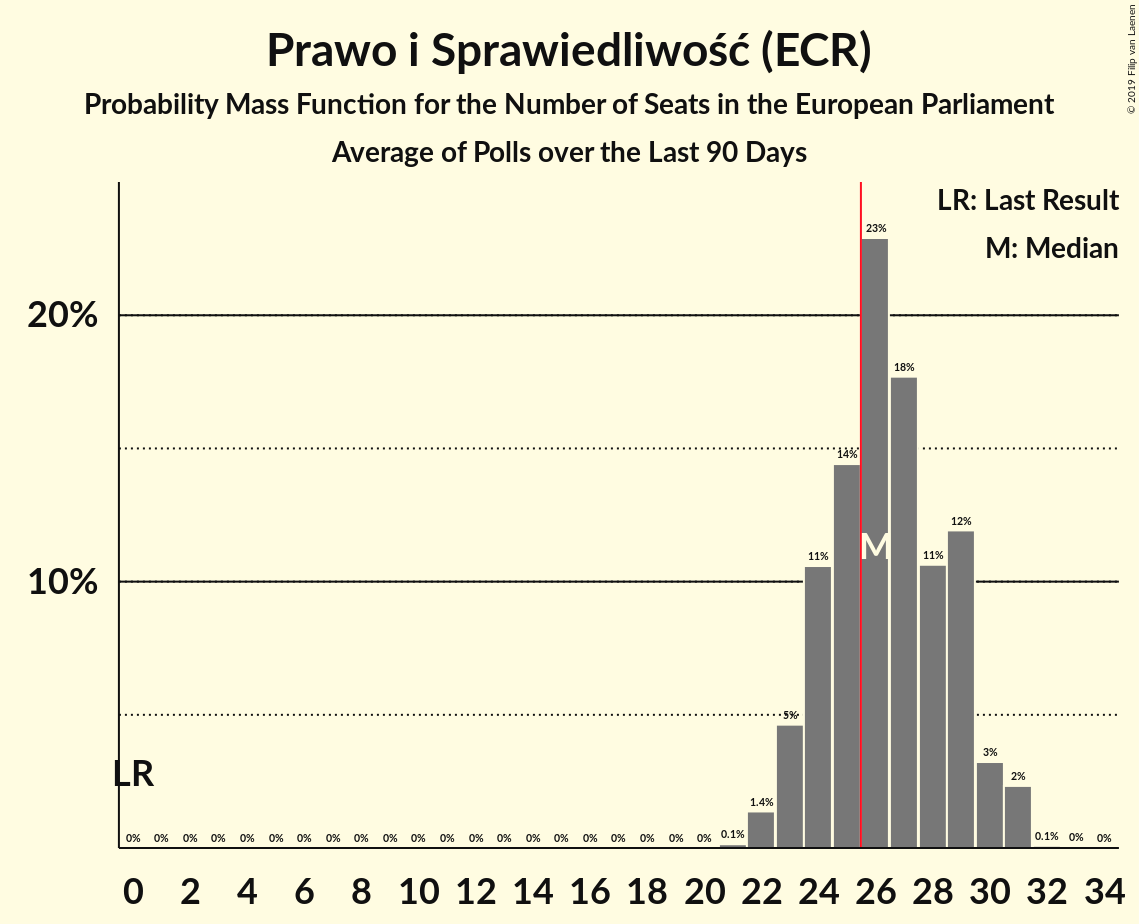 Prawo i Sprawiedliwość (ECR)
Probability Mass Function for the Number of Seats in the European Parliament
Average of Polls over the Last 90 Days
© 2019 Filip van Laenen
LR: Last Result
M: Median
23%
20%
18%
14%
12%
11%
11%
M
10%
5%
LR
3%
2%
1.4%
0% 0% 0% 0% 0% 0% 0% 0% 0% 0% 0% 0% 0% 0% 0% 0% 0% 0% 0% 0% 0% 0.1% 0.1% 0% 0%
0 2 4 6 8 10 12 14 16 18 20 22 24 26 28 30 32 34